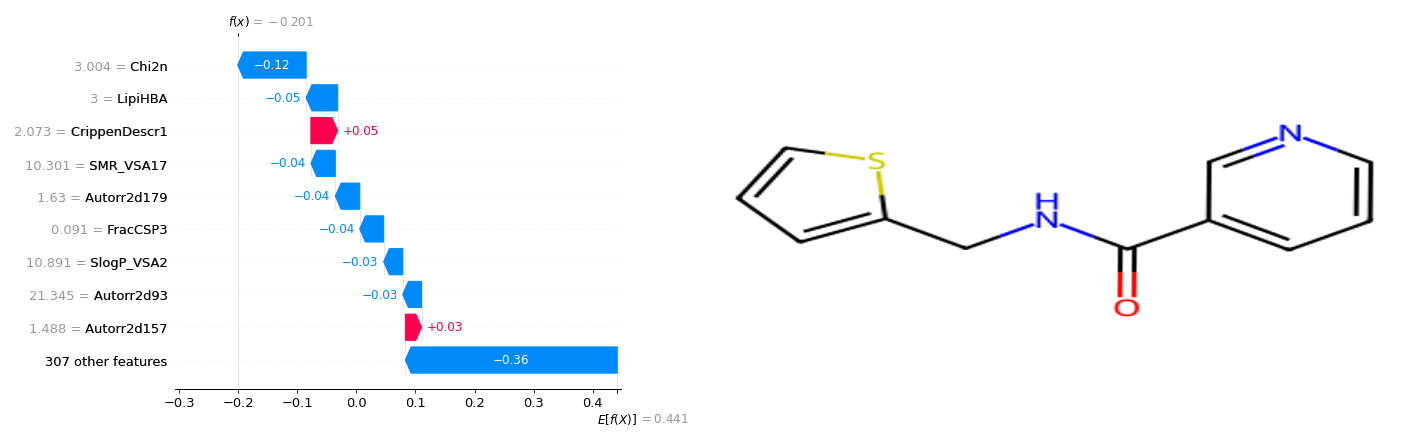 f(x) = −0.201
3.004 = Chi2n
−0.12
3 = LipiHBA
−0.05
2.073 = CrippenDescr1
+0.05
10.301 = SMR_VSA17
−0.04
1.63 = Autorr2d179
−0.04
0.091 = FracCSP3
−0.04
10.891 = SlogP_VSA2
−0.03
21.345 = Autorr2d93
−0.03
1.488 = Autorr2d157
+0.03
307 other features
−0.36
−0.3 −0.2 −0.1 0.0 0.1 0.2 0.3 0.4
E[f(X)] = 0.441
S
H
N
O
N